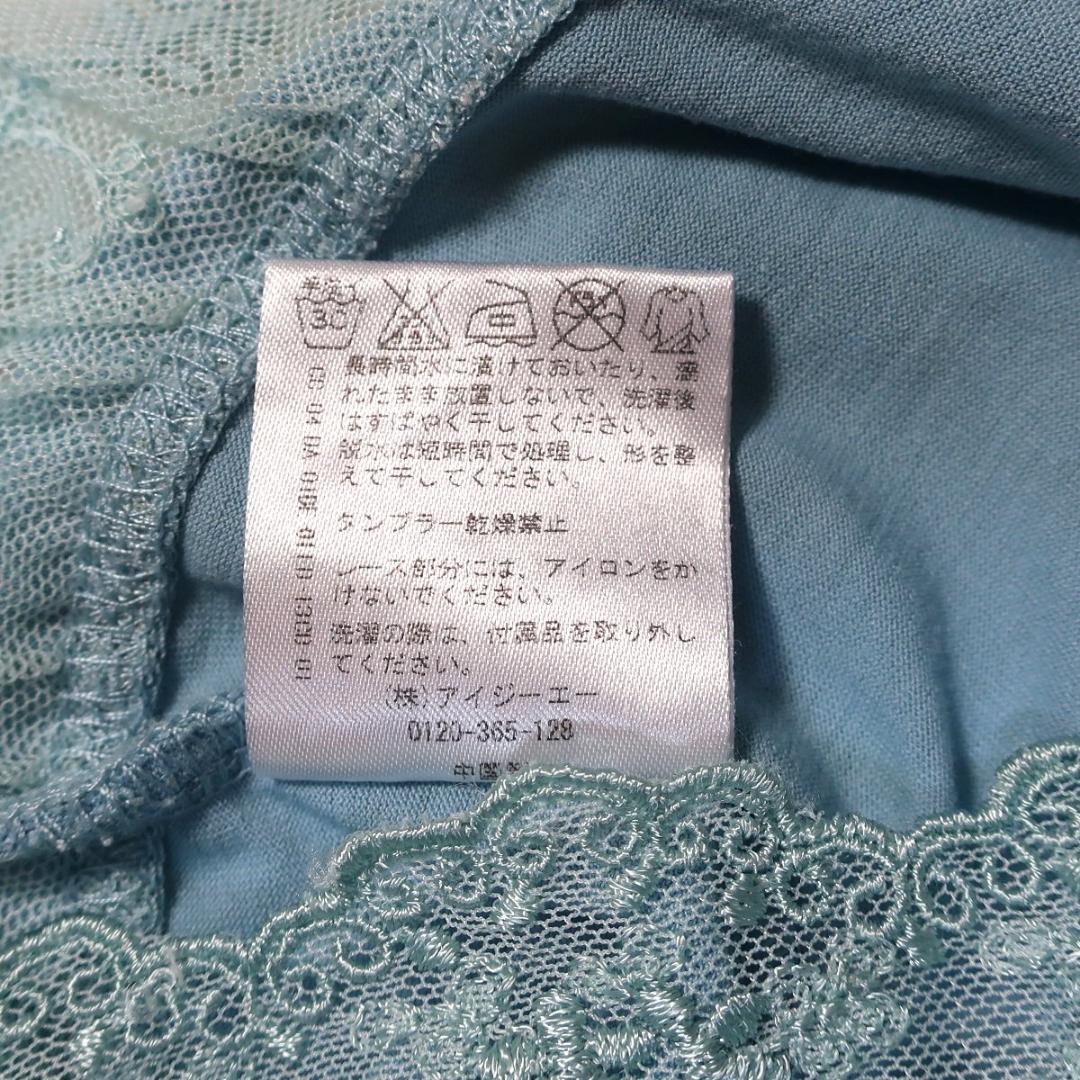 手洗
30
長時間水に漬けておいたり、濡
れたまま放置しないで、洗濯後
はすばやく干してください。
脱水は短時間で処理し、形を整
えて干してください。
タンブラー乾燥禁止
レース部分には、アイロンをか
けないでください。
洗濯の際は、付属品を取り外し
てください。
(株)アイジーエー
0120-365-128